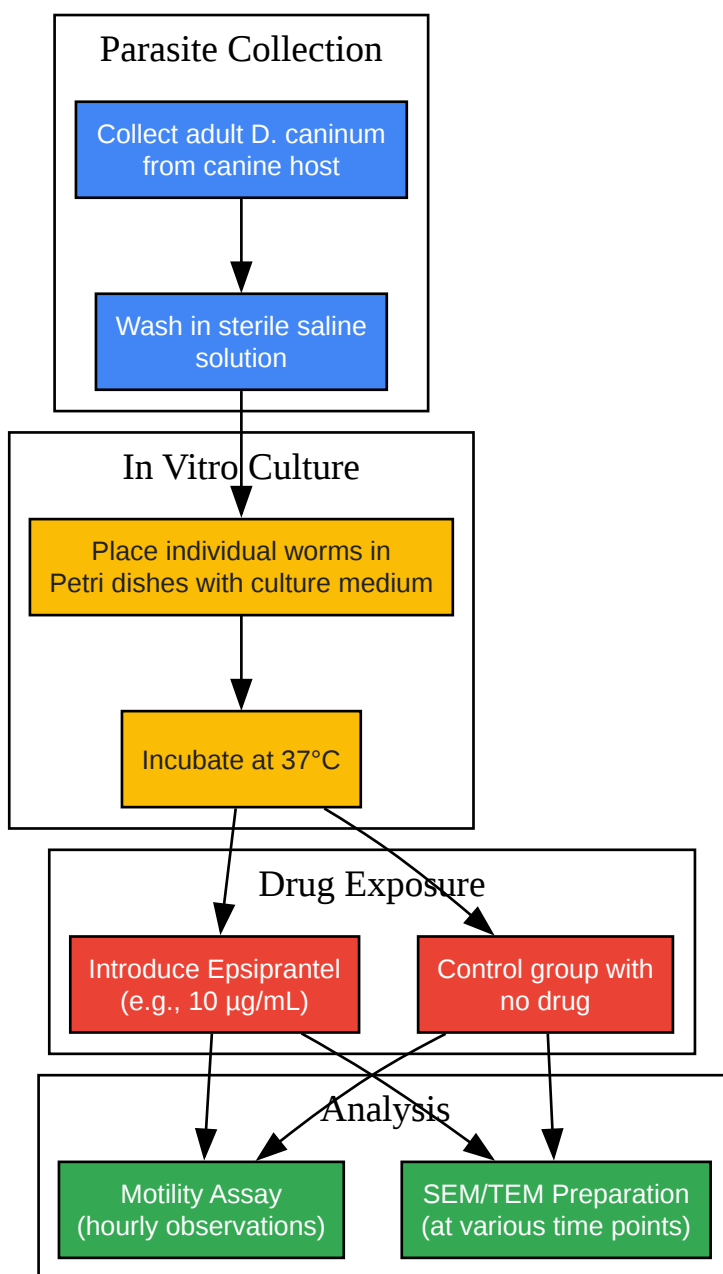 Parasite Collection
Collect adult D. caninum
from canine host
Wash in sterile saline
solution
In Vitro Culture
Place individual worms in
Petri dishes with culture medium
Incubate at 37°C
Drug Exposure
Introduce Epsiprantel
(e.g., 10 µg/mL)
Control group with
no drug
Analysis
Motility Assay
(hourly observations)
SEM/TEM Preparation
(at various time points)